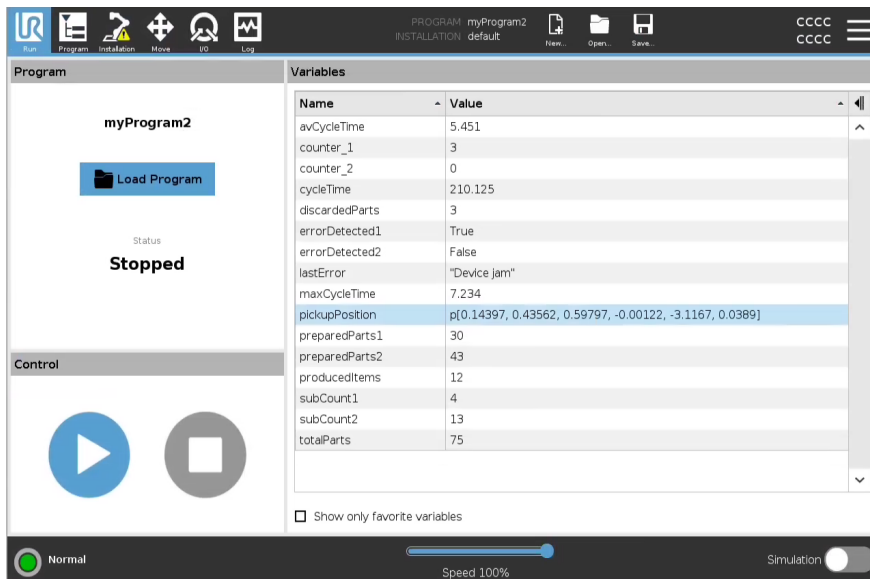 UR
PROGRAM myProgram2
INSTALLATION default
CCCC
CCCC
Run
Program
Installation
Move
I/O
Log
New...
Open...
Save...
Program
myProgram2
Load Program
Status
Stopped
Control
Variables
Name Value
avCycleTime 5.451
counter_1 3
counter_2 0
cycleTime 210.125
discardedParts 3
errorDetected1 True
errorDetected2 False
lastError "Device jam"
maxCycleTime 7.234
pickupPosition p[0.14397, 0.43562, 0.59797, -0.00122, -3.1167, 0.0389]
preparedParts1 30
preparedParts2 43
producedItems 12
subCount1 4
subCount2 13
totalParts 75
Show only favorite variables
Normal
Speed 100%
Simulation